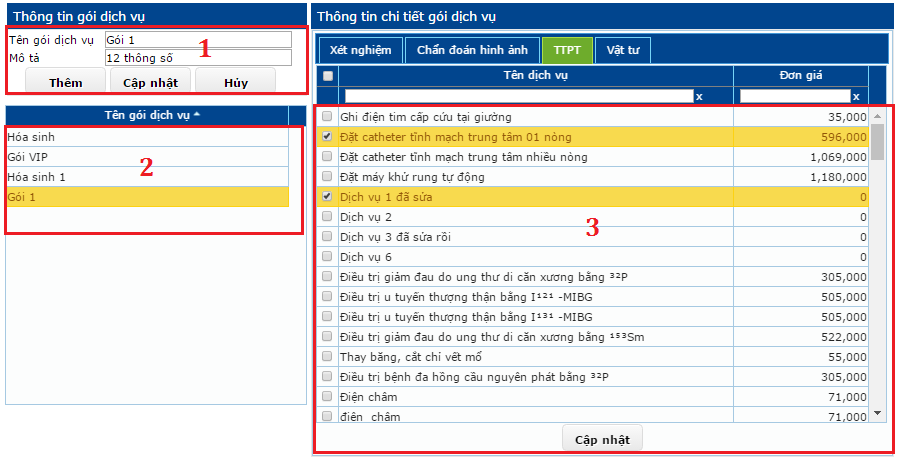 Thông tin gói dịch vụ
Tên gói dịch vụ Gói 1
Mô tả 12 thông số
1
Thêm Cập nhật Hủy
Tên gói dịch vụ
Hóa sinh
Gói VIP
Hóa sinh 1
Gói 1
2
Thông tin chi tiết gói dịch vụ
Xét nghiệm Chẩn đoán hình ảnh TTPT Vật tư
Tên dịch vụ Đơn giá
x x
Ghi điện tim cấp cứu tại giường 35,000
Đặt catheter tĩnh mạch trung tâm 01 nòng 596,000
Đặt catheter tĩnh mạch trung tâm nhiều nòng 1,069,000
Đặt máy khử rung tự động 1,180,000
Dịch vụ 1 đã sửa 0
Dịch vụ 2 0
3
Dịch vụ 3 đã sửa rồi 0
Dịch vụ 6 0
Điều trị giảm đau do ung thư di căn xương bằng ³²P 305,000
Điều trị u tuyến thượng thận bằng I¹²¹ -MIBG 505,000
Điều trị u tuyến thượng thận bằng I¹³¹ -MIBG 505,000
Điều trị giảm đau do ung thư di căn xương bằng ¹⁵³Sm 522,000
Thay băng, cắt chỉ vết mổ 55,000
Điều trị bệnh đa hồng cầu nguyên phát bằng ³²P 305,000
Điện châm 71,000
điện châm 71,000
Cập nhật